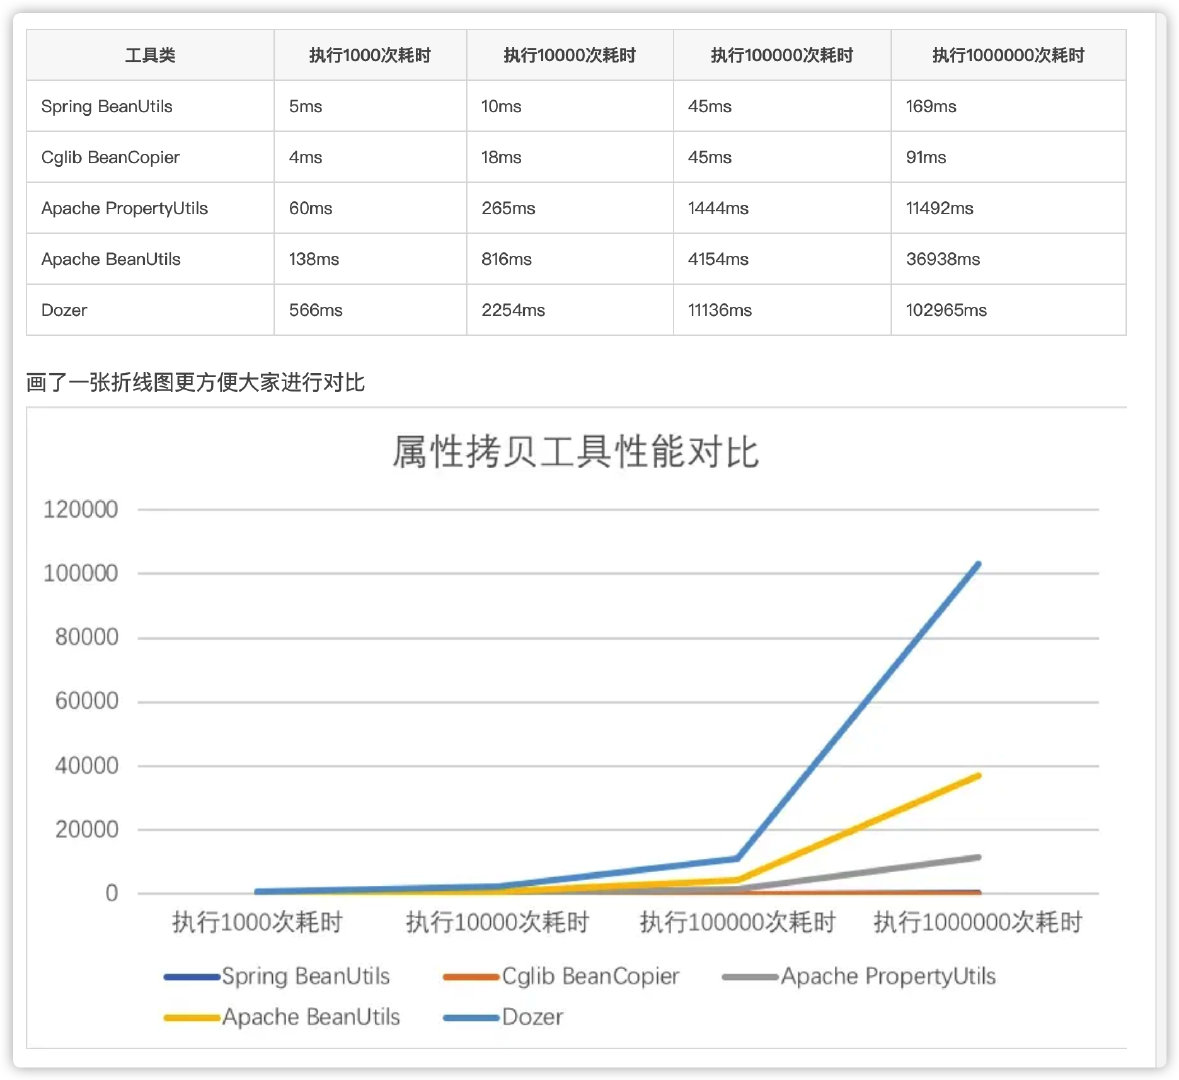 工具类 执行1000次耗时 执行10000次耗时 执行100000次耗时 执行1000000次耗时
Spring BeanUtils 5ms 10ms 45ms 169ms
Cglib BeanCopier 4ms 18ms 45ms 91ms
Apache PropertyUtils 60ms 265ms 1444ms 11492ms
Apache BeanUtils 138ms 816ms 4154ms 36938ms
Dozer 566ms 2254ms 11136ms 102965ms
画了一张折线图更方便大家进行对比
属性拷贝工具性能对比
120000
100000
80000
60000
40000
20000
0
执行1000次耗时 执行10000次耗时 执行100000次耗时 执行1000000次耗时
Spring BeanUtils Cglib BeanCopier Apache PropertyUtils
Apache BeanUtils Dozer